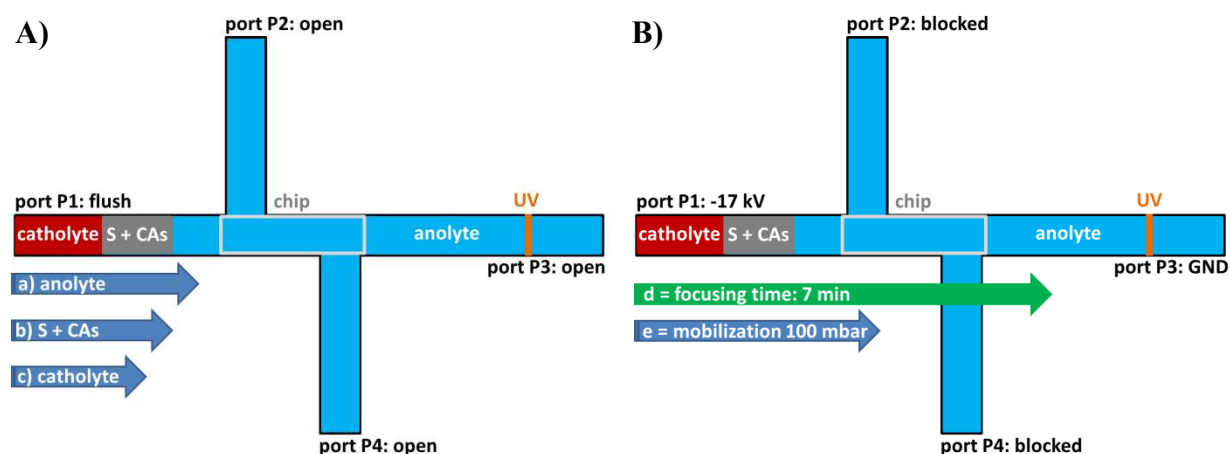 A)
port P2: open
port P1: flush
chip
UV
catholyte
S + CAs
anolyte
port P3: open
a) anolyte
b) S + CAs
c) catholyte
port P4: open
B)
port P2: blocked
port P1: -17 kV
chip
UV
catholyte
S + CAs
anolyte
port P3: GND
d = focusing time: 7 min
e = mobilization 100 mbar
port P4: blocked